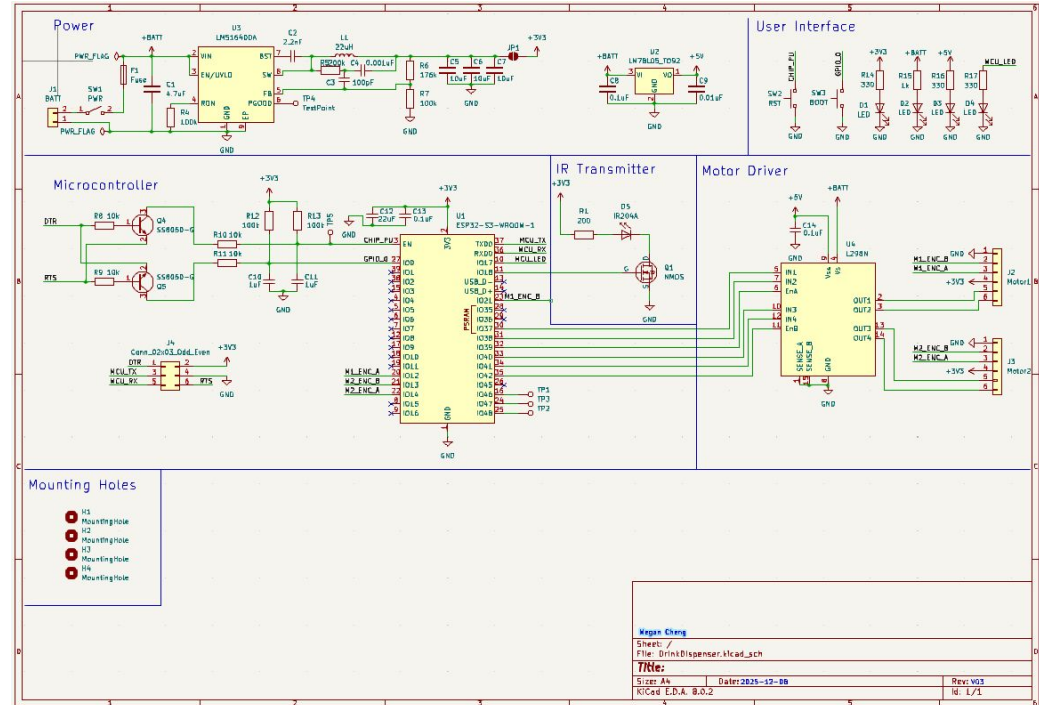 Power
PWR_FLAG
+BATT
F1
Fuse
C1
4.7uF
J1
BATT
SW1
PWR
PWR_FLAG
U3
LM5164DDA
VIN
EN/UVLO
RON
GND
EP
BST
SW
FB
PGOOD
R4
100k
TP4
TestPoint
GND
C2
2.2nF
L1
22uH
R5
200k
C4
0.001uF
C3
100pF
R6
176k
R7
100k
GND
C5
10uF
C6
10uF
C7
10uF
GND
JP1
+3V3
+BATT
U2
LM78L05_TO92
VI
VO
GND
+5V
C8
0.1uF
C9
0.01uF
GND
User Interface
CHIP_PU
SW2
RST
GND
GPIO_0
SW3
BOOT
GND
+3V3
R14
330
D1
LED
GND
+BATT
R15
1k
D2
LED
GND
+5V
R16
330
D3
LED
GND
MCU_LED
R17
330
D4
LED
GND
Microcontroller
DTR
R8 10k
Q4
SS8050-G
RTS
R9 10k
SS8050-G
Q5
R10 10k
R11 10k
+3V3
R12
100k
R13
100k
TP5
C10
1uF
C11
1uF
GND
CHIP_PU
GPIO_0
GND
C12
22uF
C13
0.1uF
+3V3
U1
ESP32-S3-WROOM-1
EN
IO0
IO1
IO2
IO3
IO4
IO5
IO6
IO7
IO8
IO9
IO10
IO11
IO12
IO13
IO14
IO15
IO16
3V3
GND
PSRAM
TXD0
RXD0
IO17
IO18
USB_D-
USB_D+
IO21
IO35
IO36
IO37
IO38
IO39
IO40
IO41
IO42
IO45
IO46
IO47
IO48
MCU_TX
MCU_RX
MCU_LED
M1_ENC_B
M1_ENC_A
M2_ENC_B
M2_ENC_A
TP1
TP3
TP2
GND
J4
Conn_02x03_Odd_Even
DTR
MCU_TX
MCU_RX
+3V3
RTS
GND
IR Transmitter
+3V3
R1
200
D5
IR204A
Q1
NMOS
GND
Motor Driver
+5V
C14
0.1uF
GND
+BATT
U4
L298N
Vss
Vs
IN1
IN2
EnA
IN3
IN4
EnB
OUT1
OUT2
OUT3
OUT4
SENSE_A
SENSE_B
GND
GND
GND
M1_ENC_B
M1_ENC_A
+3V3
J2
Motor1
GND
M2_ENC_B
M2_ENC_A
+3V3
J3
Motor2
Mounting Holes
H1
MountingHole
H2
MountingHole
H3
MountingHole
H4
MountingHole
Megan Cheng
Sheet: /
File: DrinkDispenser.kicad_sch
Title:
Size: A4
Date: 2025-12-08
Rev: V03
KiCad E.D.A. 8.0.2
Id: 1/1